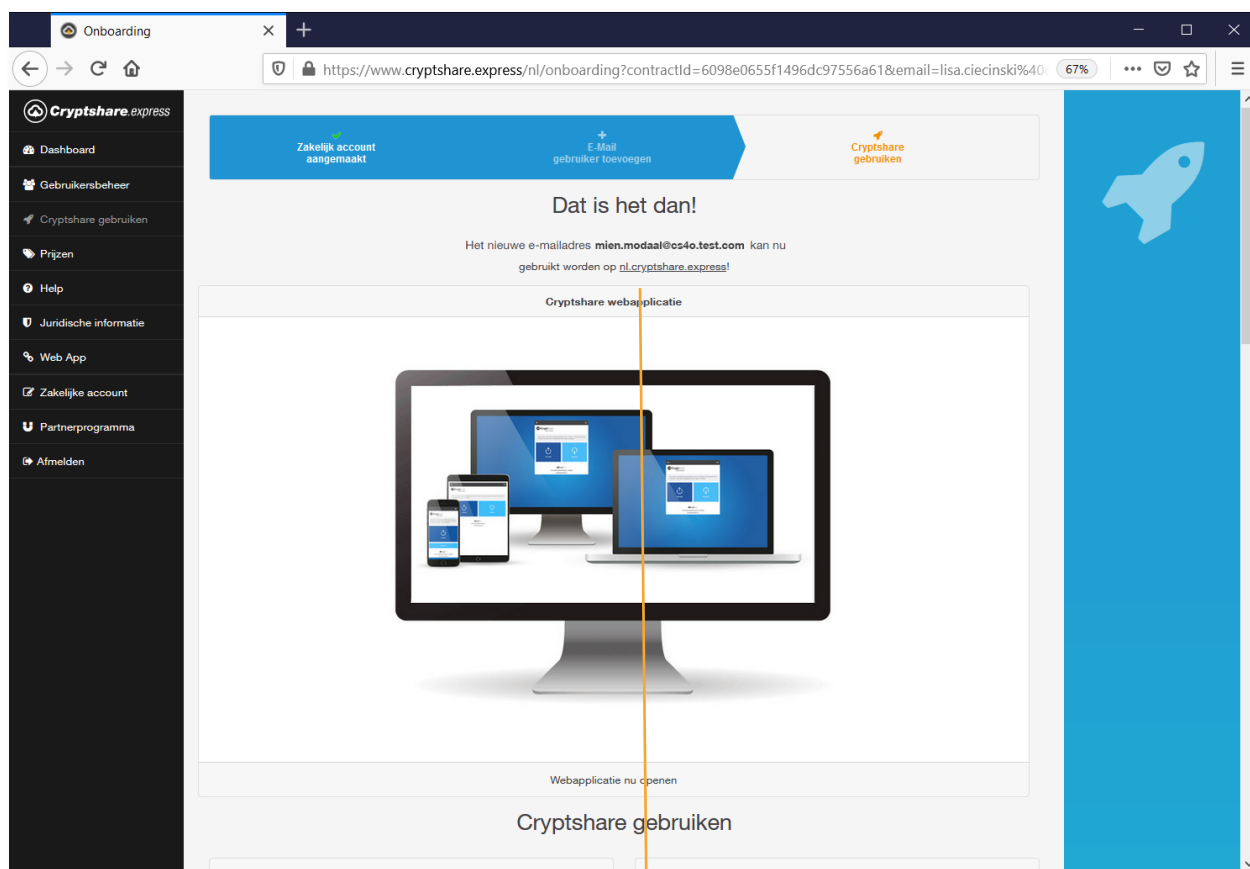 Onboarding
https://www.cryptshare.express/nl/onboarding?contractId=6098e0655f1496dc97556a61&email=lisa.ciecinski%40
67%
Cryptshare.express
Dashboard
Gebruikersbeheer
Cryptshare gebruiken
Prijzen
Help
Juridische informatie
Web App
Zakelijke account
Partnerprogramma
Afmelden
Zakelijk account
aangemaakt
E-Mail
gebruiker toevoegen
Cryptshare
gebruiken
Dat is het dan!
Het nieuwe e-mailadres mien.modaal@cs4o.test.com kan nu
gebruikt worden op nl.cryptshare.express!
Cryptshare webapplicatie
Webapplicatie nu openen
Cryptshare gebruiken